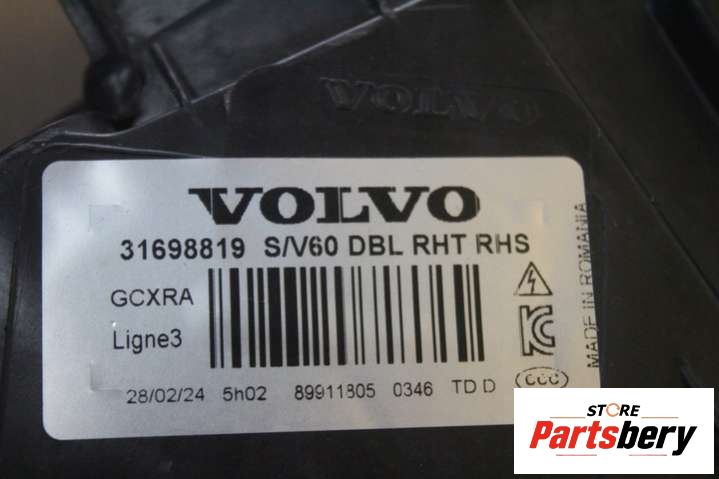 VOLVO
VOLVO
31698819 S/V60 DBL RHT RHS
GCXRA
Ligne3
28/02/24 5h02 89911805 0346 TD D
CCC
MADE IN ROMANIA
STORE
Partsbery